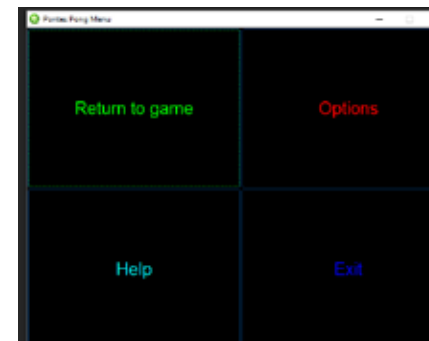 Pontes Pong Menu
Return to game
Options
Help
Exit